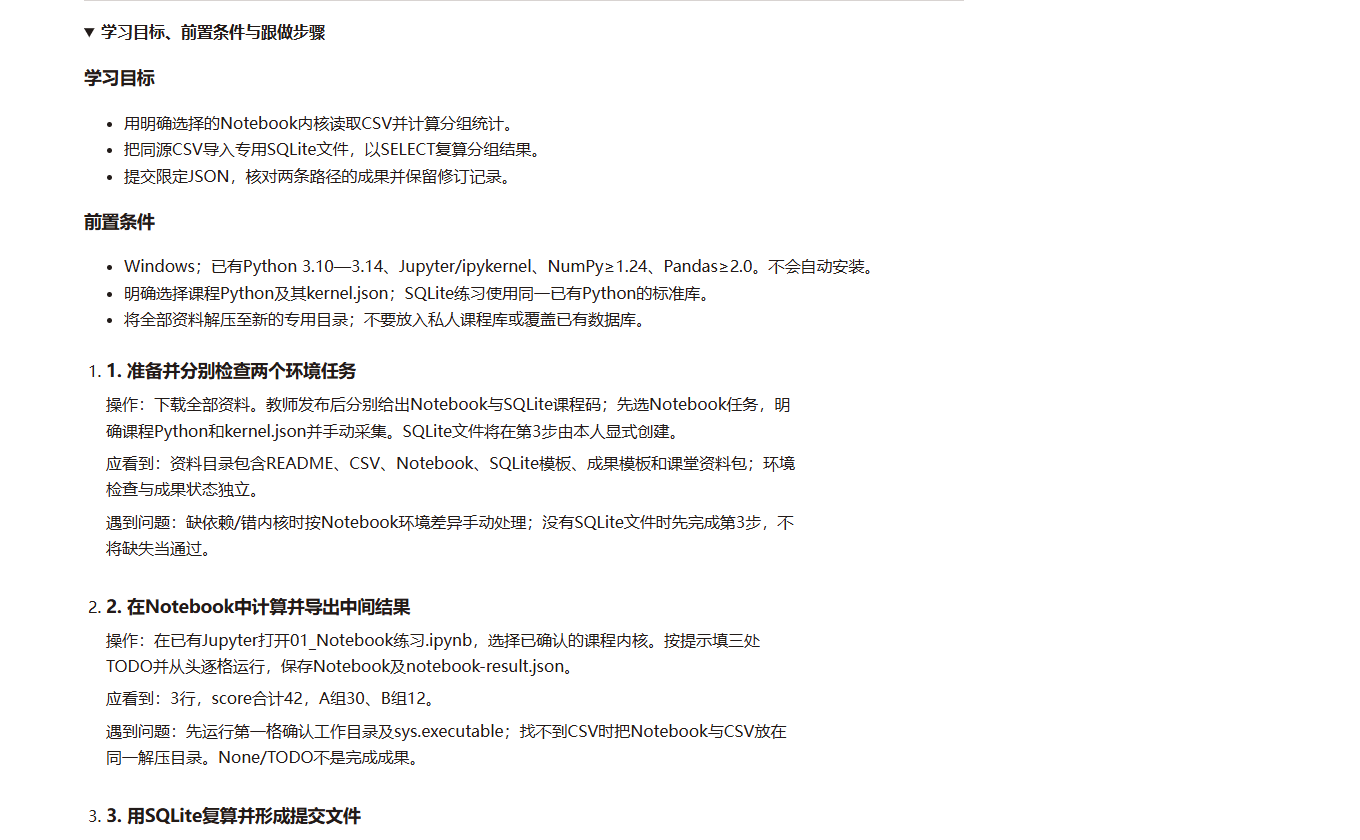 ▼ 学习目标、前置条件与跟做步骤
学习目标
• 用明确选择的Notebook内核读取CSV并计算分组统计。
• 把同源CSV导入专用SQLite文件，以SELECT复算分组结果。
• 提交限定JSON，核对两条路径的成果并保留修订记录。
前置条件
• Windows；已有Python 3.10—3.14、Jupyter/ipykernel、NumPy≥1.24、Pandas≥2.0。不会自动安装。
• 明确选择课程Python及其kernel.json；SQLite练习使用同一已有Python的标准库。
• 将全部资料解压至新的专用目录；不要放入私人课程库或覆盖已有数据库。
1. 1. 准备并分别检查两个环境任务
操作：下载全部资料。教师发布后分别给出Notebook与SQLite课程码；先选Notebook任务，明
确课程Python和kernel.json并手动采集。SQLite文件将在第3步由本人显式创建。
应看到：资料目录包含README、CSV、Notebook、SQLite模板、成果模板和课堂资料包；环境
检查与成果状态独立。
遇到问题：缺依赖/错内核时按Notebook环境差异手动处理；没有SQLite文件时先完成第3步，不
将缺失当通过。
2. 2. 在Notebook中计算并导出中间结果
操作：在已有Jupyter打开01_Notebook练习.ipynb，选择已确认的课程内核。按提示填三处
TODO并从头逐格运行，保存Notebook及notebook-result.json。
应看到：3行，score合计42，A组30、B组12。
遇到问题：先运行第一格确认工作目录及sys.executable；找不到CSV时把Notebook与CSV放在
同一解压目录。None/TODO不是完成成果。
3. 3. 用SQLite复算并形成提交文件